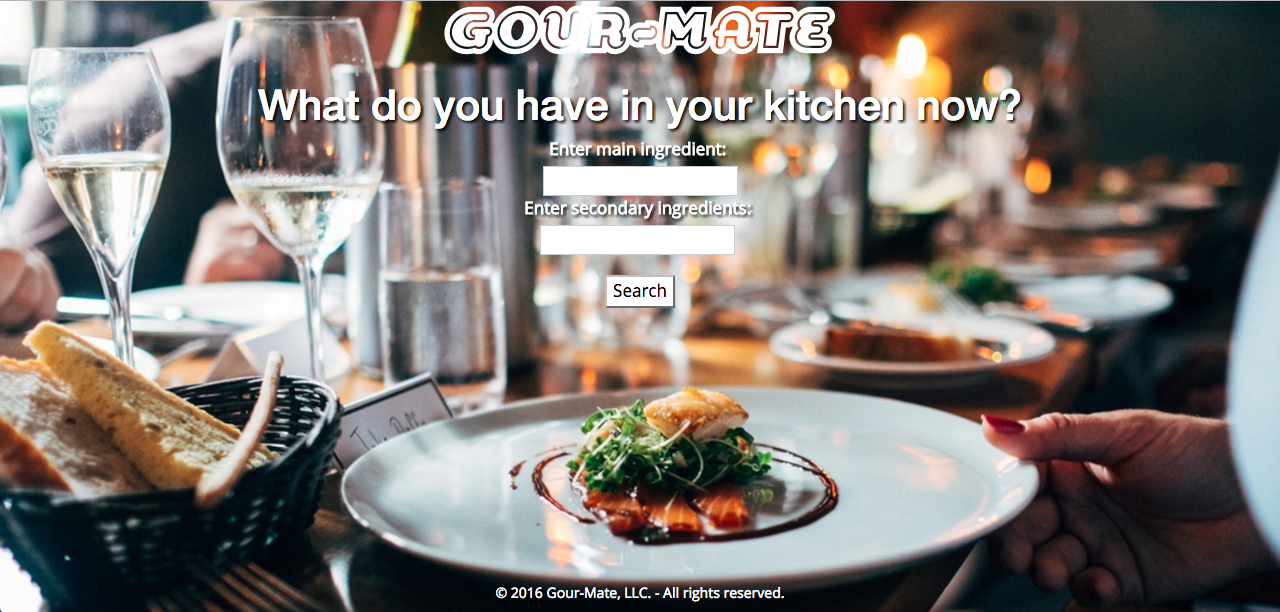 GOUR-MATE
What do you have in your kitchen now?
Enter main ingredient:
Enter secondary ingredients:
Search
© 2016 Gour-Mate, LLC. - All rights reserved.